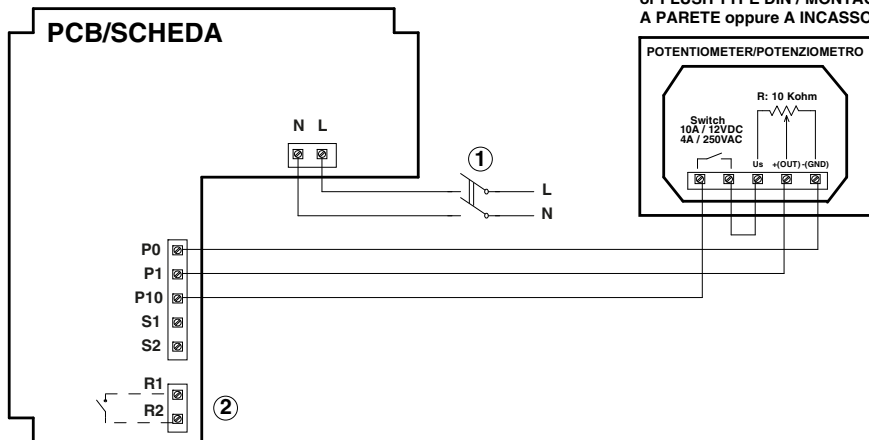 PCB/SCHEDA
A PARETE oppure A INCASSO
POTENTIOMETER/POTENZIOMETRO
R: 10 Kohm
Switch
10A / 12VDC
4A / 250VAC
Us +(OUT) -(GND)
N L
1
L
N
P0
P1
P10
S1
S2
R1
R2
2